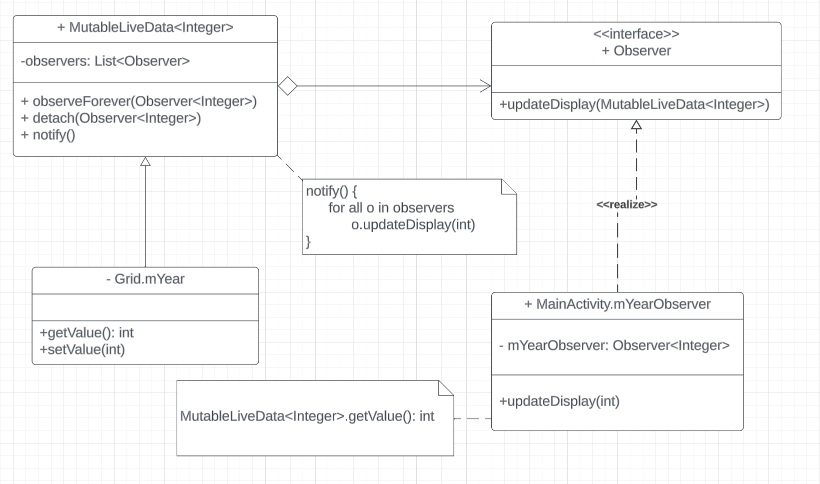 + MutableLiveData<Integer>
-observers: List<Observer>
+ observeForever(Observer<Integer>)
+ detach(Observer<Integer>)
+ notify()
<<interface>>
+ Observer
+updateDisplay(MutableLiveData<Integer>)
notify() {
for all o in observers
o.updateDisplay(int)
}
<<realize>>
- Grid.mYear
+getValue(): int
+setValue(int)
+ MainActivity.mYearObserver
- mYearObserver: Observer<Integer>
+updateDisplay(int)
MutableLiveData<Integer>.getValue(): int